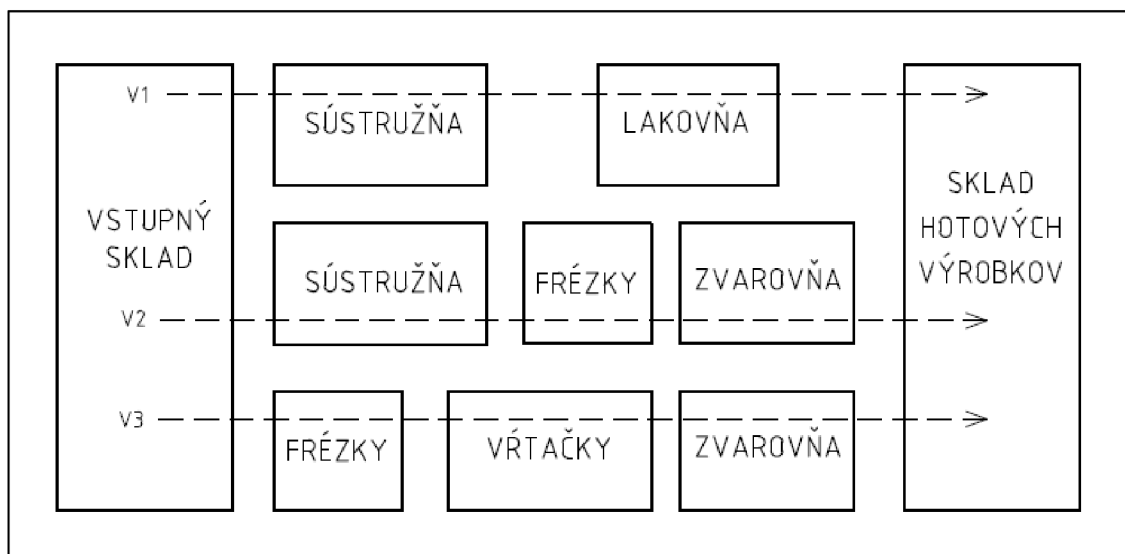 V1
SÚSTRUŽŇA
LAKOVŇA
VSTUPNÝ
SKLAD
SKLAD
HOTOVÝCH
VÝROBKOV
SÚSTRUŽŇA
FRÉZKY
ZVAROVŇA
V2
V3
FRÉZKY
VŔTAČKY
ZVAROVŇA